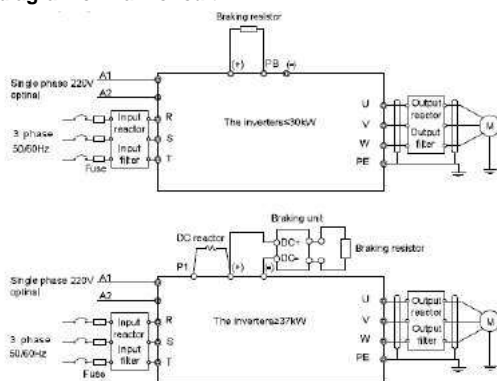 Braking resistor
(+) PB (-)
Single phase 220V
optinal
A1
A2
3 phase
50/60Hz
Fuse
Input
reactor
Input
filter
R
S
T
The inverters≤30kW
U
V
W
PE
Output
reactor
Output
filter
M
Braking unit
DC reactor
P1
(+)
(-)
DC+
DC-
Braking resistor
Single phase 220V
optinal
A1
A2
3 phase
50/60Hz
Fuse
Input
reactor
Input
filter
R
S
T
The inverters≥37kW
U
V
W
PE
Output
reactor
Output
filter
M